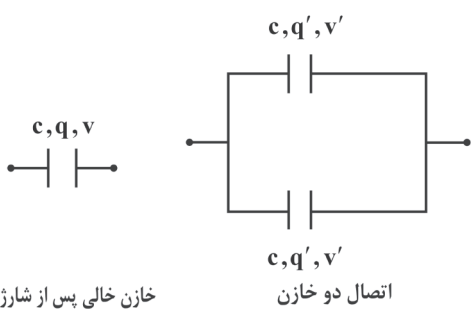 c,q′,v′
c,q,v
c,q′,v′
اتصال دو خازن
خازن خالی پس از شارژ